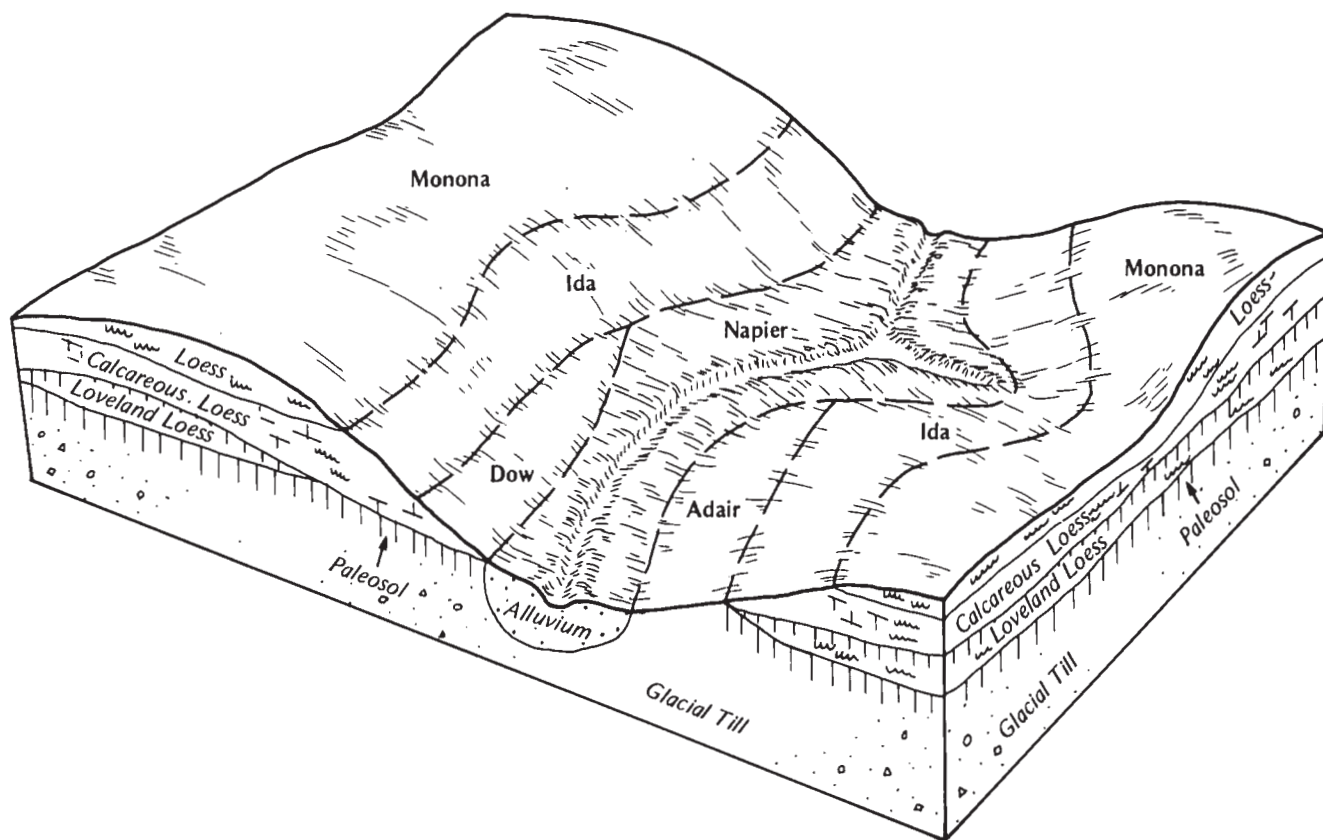 Monona
Monona
Ida
Napier
Ida
Dow
Adair
Loess
Calcareous Loess
Loveland Loess
Paleosol
Alluvium
Glacial Till
Loess
Calcareous Loess
Loveland Loess
Paleosol
Glacial Till